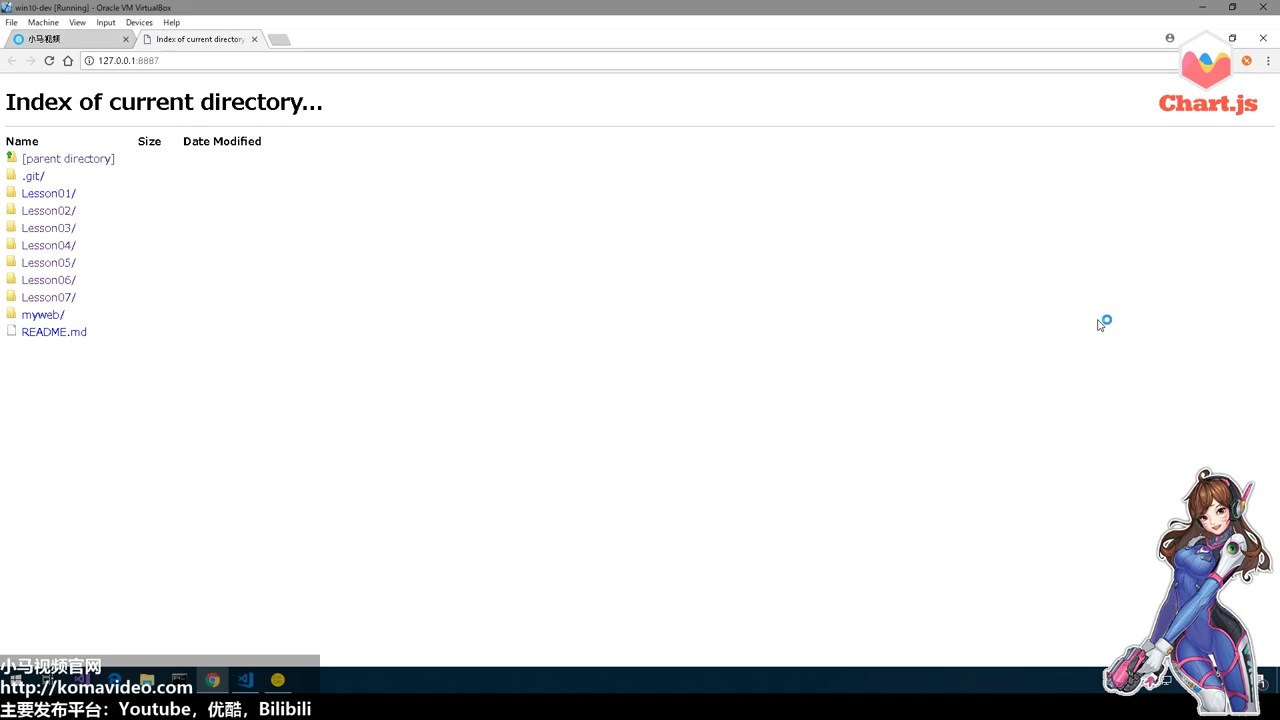 win10-dev [Running] - Oracle VM VirtualBox
File Machine View Input Devices Help
小马视频
Index of current directory
127.0.0.1:8887
Chart.js
Index of current directory...
Name Size Date Modified
[parent directory]
.git/
Lesson01/
Lesson02/
Lesson03/
Lesson04/
Lesson05/
Lesson06/
Lesson07/
myweb/
README.md
小马视频官网
http://komavideo.com
主要发布平台：Youtube，优酷，Bilibili